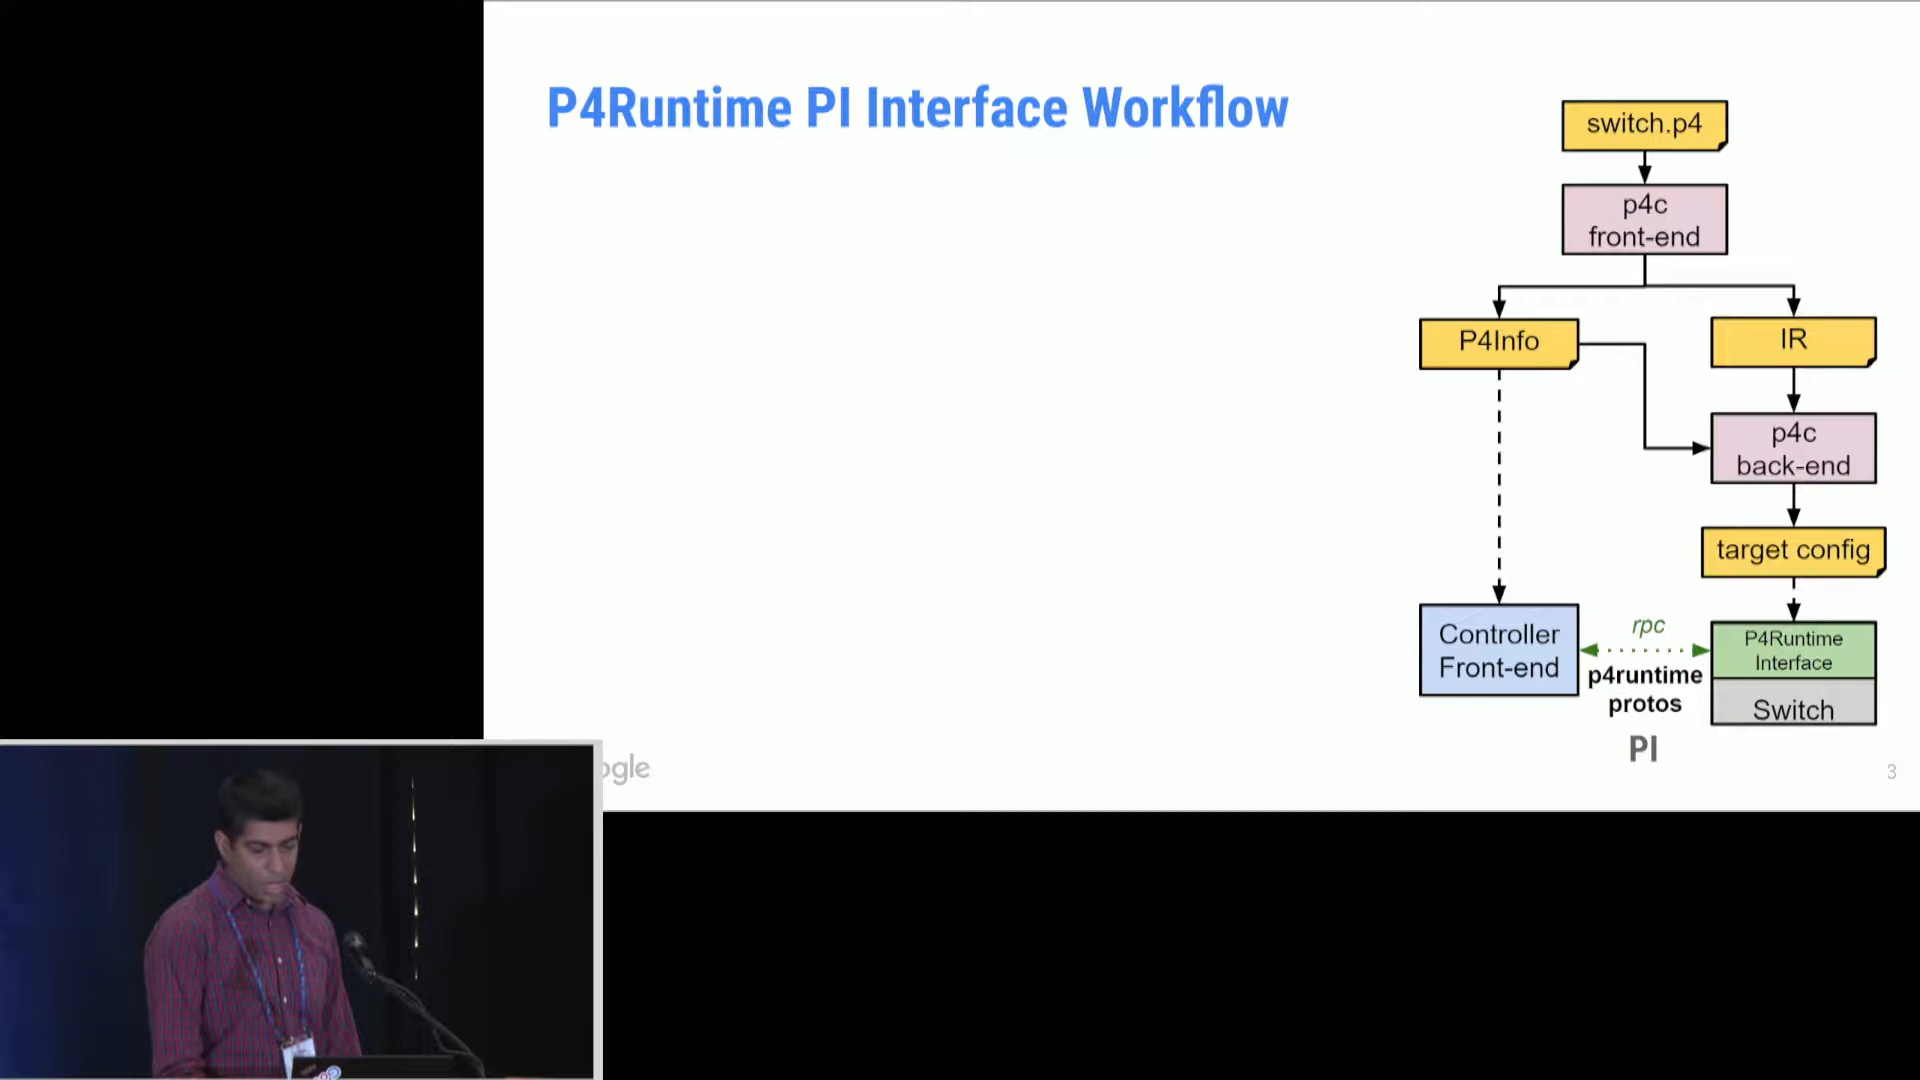 P4Runtime PI Interface Workflow
switch.p4
p4c
front-end
P4Info
IR
p4c
back-end
target config
Controller
Front-end
rpc
p4runtime
protos
P4Runtime
Interface
Switch
PI
ogle
3